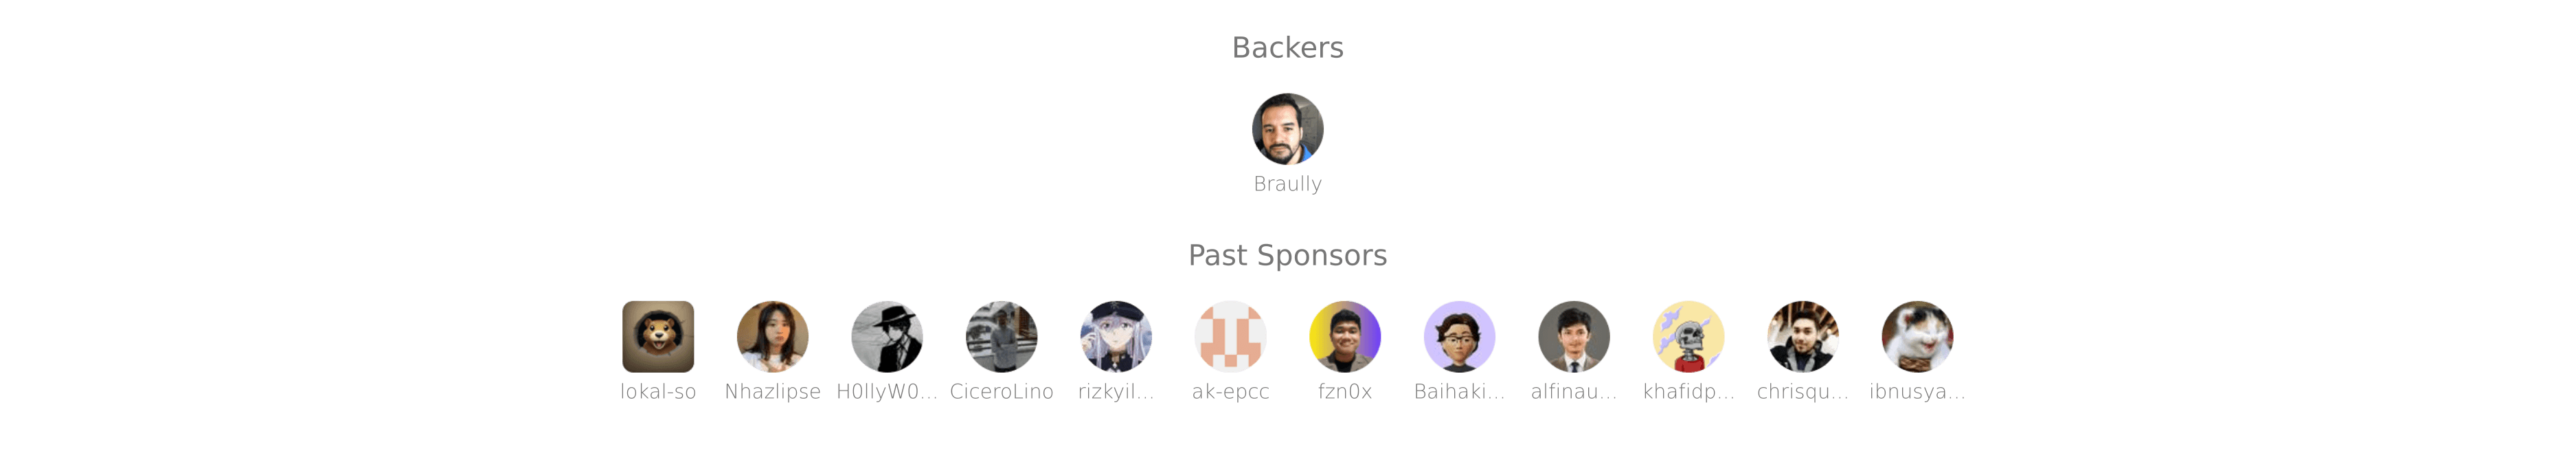 Backers
Braully
Past Sponsors
lokal-so Nhazlipse H0llyW0... CiceroLino rizkyil... ak-epcc fzn0x Baihaki... alfinau... khafidp... chrisqu... ibnusya...